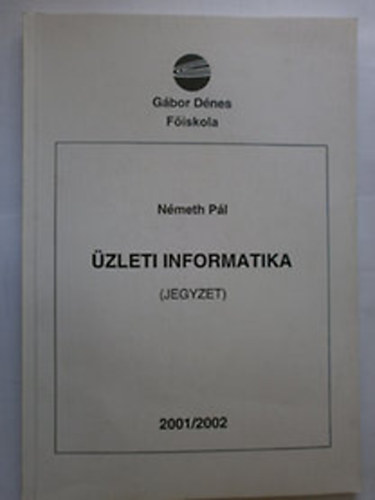 Gábor Dénes
Főiskola
Németh Pál
ÜZLETI INFORMATIKA
(JEGYZET)
2001/2002